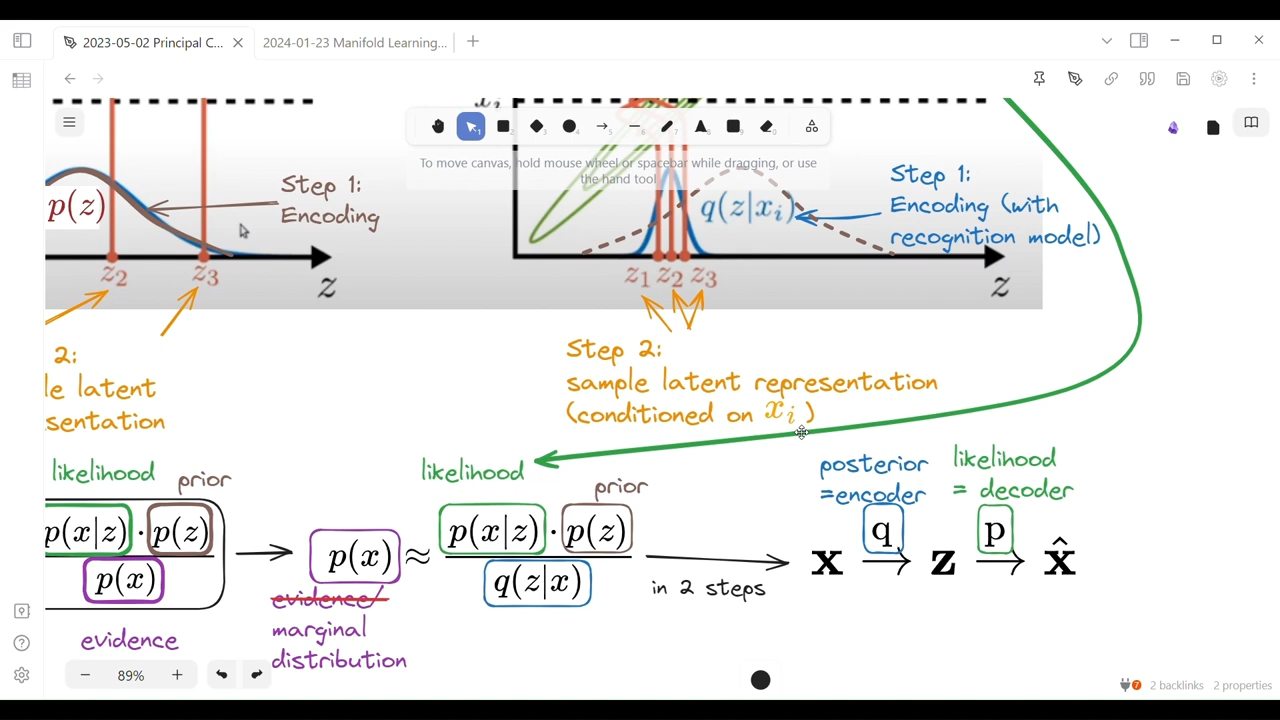 2023-05-02 Principal C...
2024-01-23 Manifold Learning...
To move canvas, hold mouse wheel or spacebar while dragging, or use
the hand tool
p(z)
Step 1:
Encoding
z2
z3
z
2:
le latent
sentation
xi
q(z|xi)
Step 1:
Encoding (with
recognition model)
z1 z2 z3
z
Step 2:
sample latent representation
(conditioned on xi)
likelihood
prior
p(x|z) · p(z)
p(x)
evidence
p(x) ≈
evidence/
marginal
distribution
likelihood
prior
p(x|z) · p(z)
q(z|x)
in 2 steps
posterior
=encoder
likelihood
= decoder
q p
x → z → x̂
89%
7
2 backlinks 2 properties